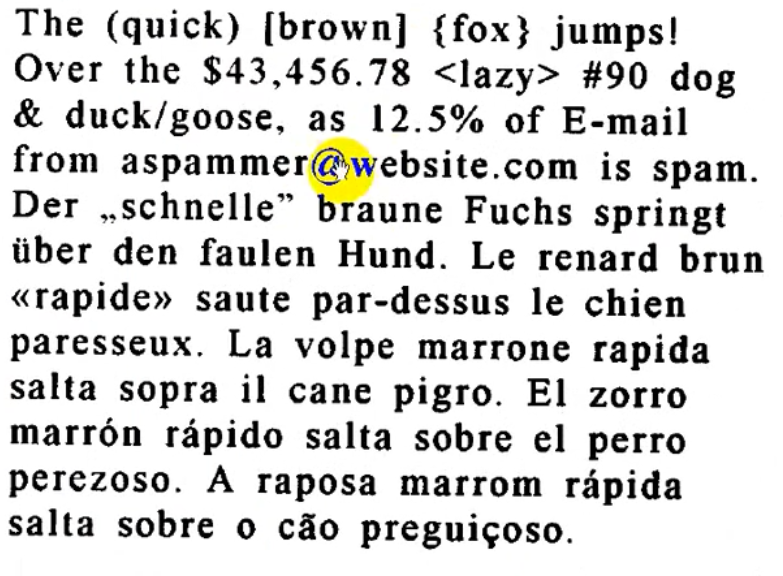 The (quick) [brown] {fox} jumps!
Over the $43,456.78 <lazy> #90 dog
& duck/goose, as 12.5% of E-mail
from aspammer@website.com is spam.
Der „schnelle” braune Fuchs springt
über den faulen Hund. Le renard brun
«rapide» saute par-dessus le chien
paresseux. La volpe marrone rapida
salta sopra il cane pigro. El zorro
marrón rápido salta sobre el perro
perezoso. A raposa marrom rápida
salta sobre o cão preguiçoso.